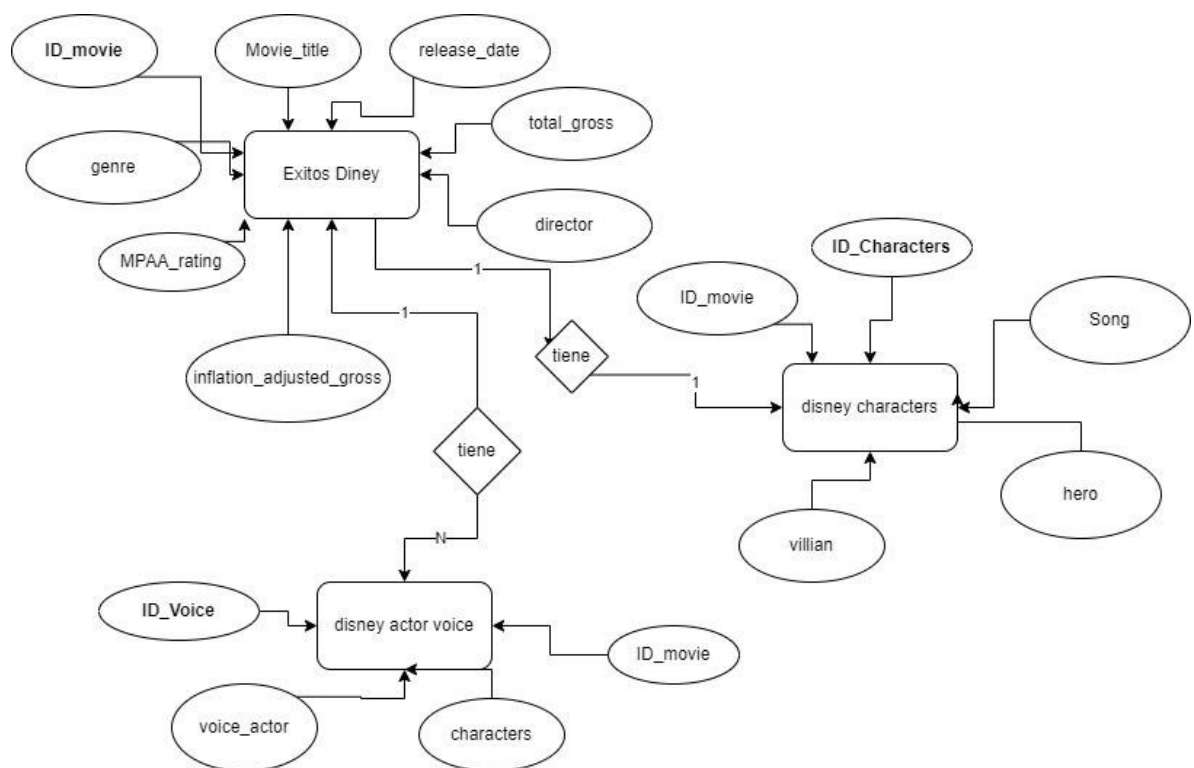 ID_movie
Movie_title
release_date
total_gross
genre
Exitos Diney
director
MPAA_rating
inflation_adjusted_gross
1
1
tiene
1
ID_movie
ID_Characters
Song
disney characters
hero
villian
tiene
N
ID_Voice
disney actor voice
ID_movie
voice_actor
characters